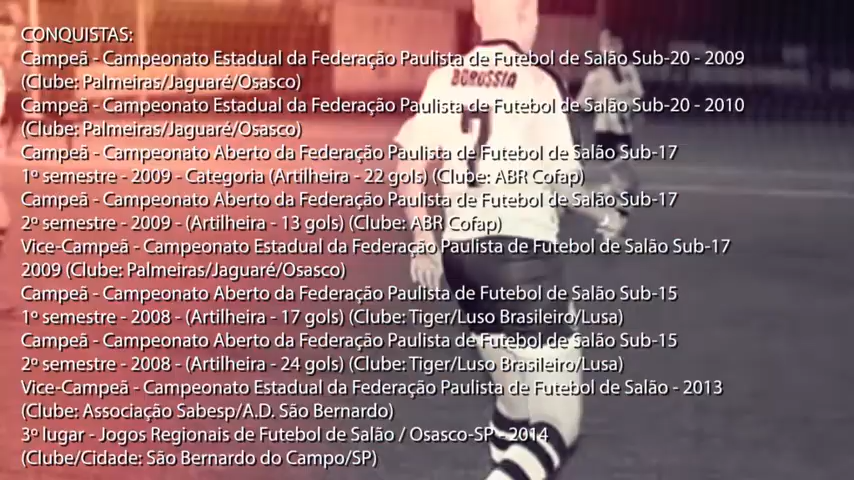 CONQUISTAS:
Campeã - Campeonato Estadual da Federação Paulista de Futebol de Salão Sub-20 - 2009
(Clube: Palmeiras/Jaguaré/Osasco)
Campeã - Campeonato Estadual da Federação Paulista de Futebol de Salão Sub-20 - 2010
(Clube: Palmeiras/Jaguaré/Osasco)
Campeã - Campeonato Aberto da Federação Paulista de Futebol de Salão Sub-17
1º semestre - 2009 - Categoria (Artilheira - 22 gols) (Clube: ABR Cofap)
Campeã - Campeonato Aberto da Federação Paulista de Futebol de Salão Sub-17
2º semestre - 2009 - (Artilheira - 13 gols) (Clube: ABR Cofap)
Vice-Campeã - Campeonato Estadual da Federação Paulista de Futebol de Salão Sub-17
2009 (Clube: Palmeiras/Jaguaré/Osasco)
Campeã - Campeonato Aberto da Federação Paulista de Futebol de Salão Sub-15
1º semestre - 2008 - (Artilheira - 17 gols) (Clube: Tiger/Luso Brasileiro/Lusa)
Campeã - Campeonato Aberto da Federação Paulista de Futebol de Salão Sub-15
2º semestre - 2008 - (Artilheira - 24 gols) (Clube: Tiger/Luso Brasileiro/Lusa)
Vice-Campeã - Campeonato Estadual da Federação Paulista de Futebol de Salão - 2013
(Clube: Associação Sabesp/A.D. São Bernardo)
3º lugar - Jogos Regionais de Futebol de Salão / Osasco-SP - 2014
(Clube/Cidade: São Bernardo do Campo/SP)
BORUSSIA